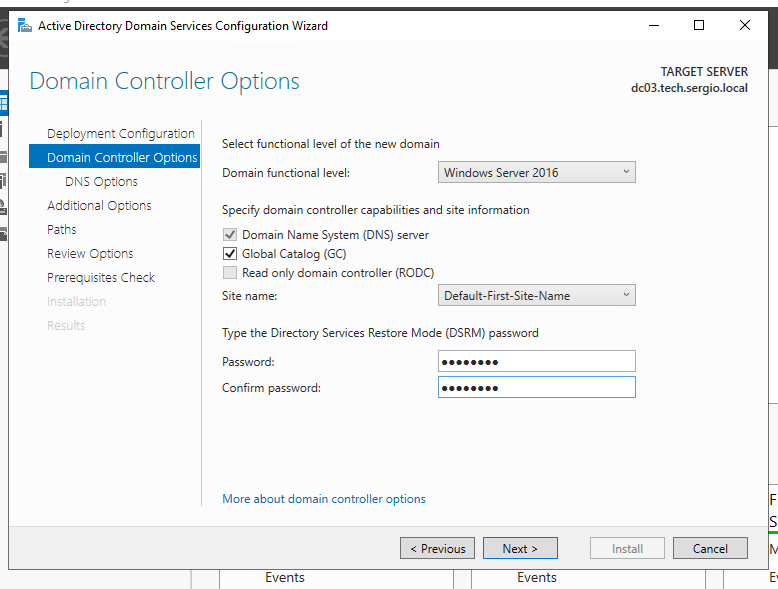 Active Directory Domain Services Configuration Wizard
Domain Controller Options
TARGET SERVER
dc03.tech.sergio.local
Deployment Configuration
Domain Controller Options
DNS Options
Additional Options
Paths
Review Options
Prerequisites Check
Installation
Results
Select functional level of the new domain
Domain functional level: Windows Server 2016
Specify domain controller capabilities and site information
Domain Name System (DNS) server
Global Catalog (GC)
Read only domain controller (RODC)
Site name: Default-First-Site-Name
Type the Directory Services Restore Mode (DSRM) password
Password: ●●●●●●●●
Confirm password: ●●●●●●●●
More about domain controller options
< Previous Next > Install Cancel
Events Events